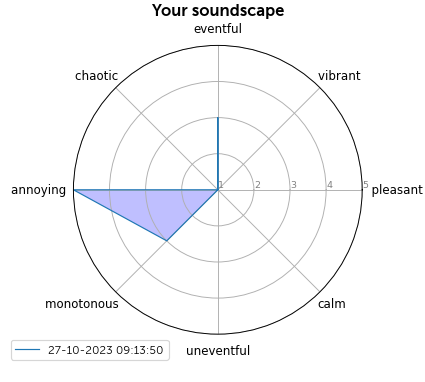 Your soundscape
eventful
chaotic
vibrant
annoying
1
2
3
4
5
pleasant
monotonous
calm
27-10-2023 09:13:50
uneventful